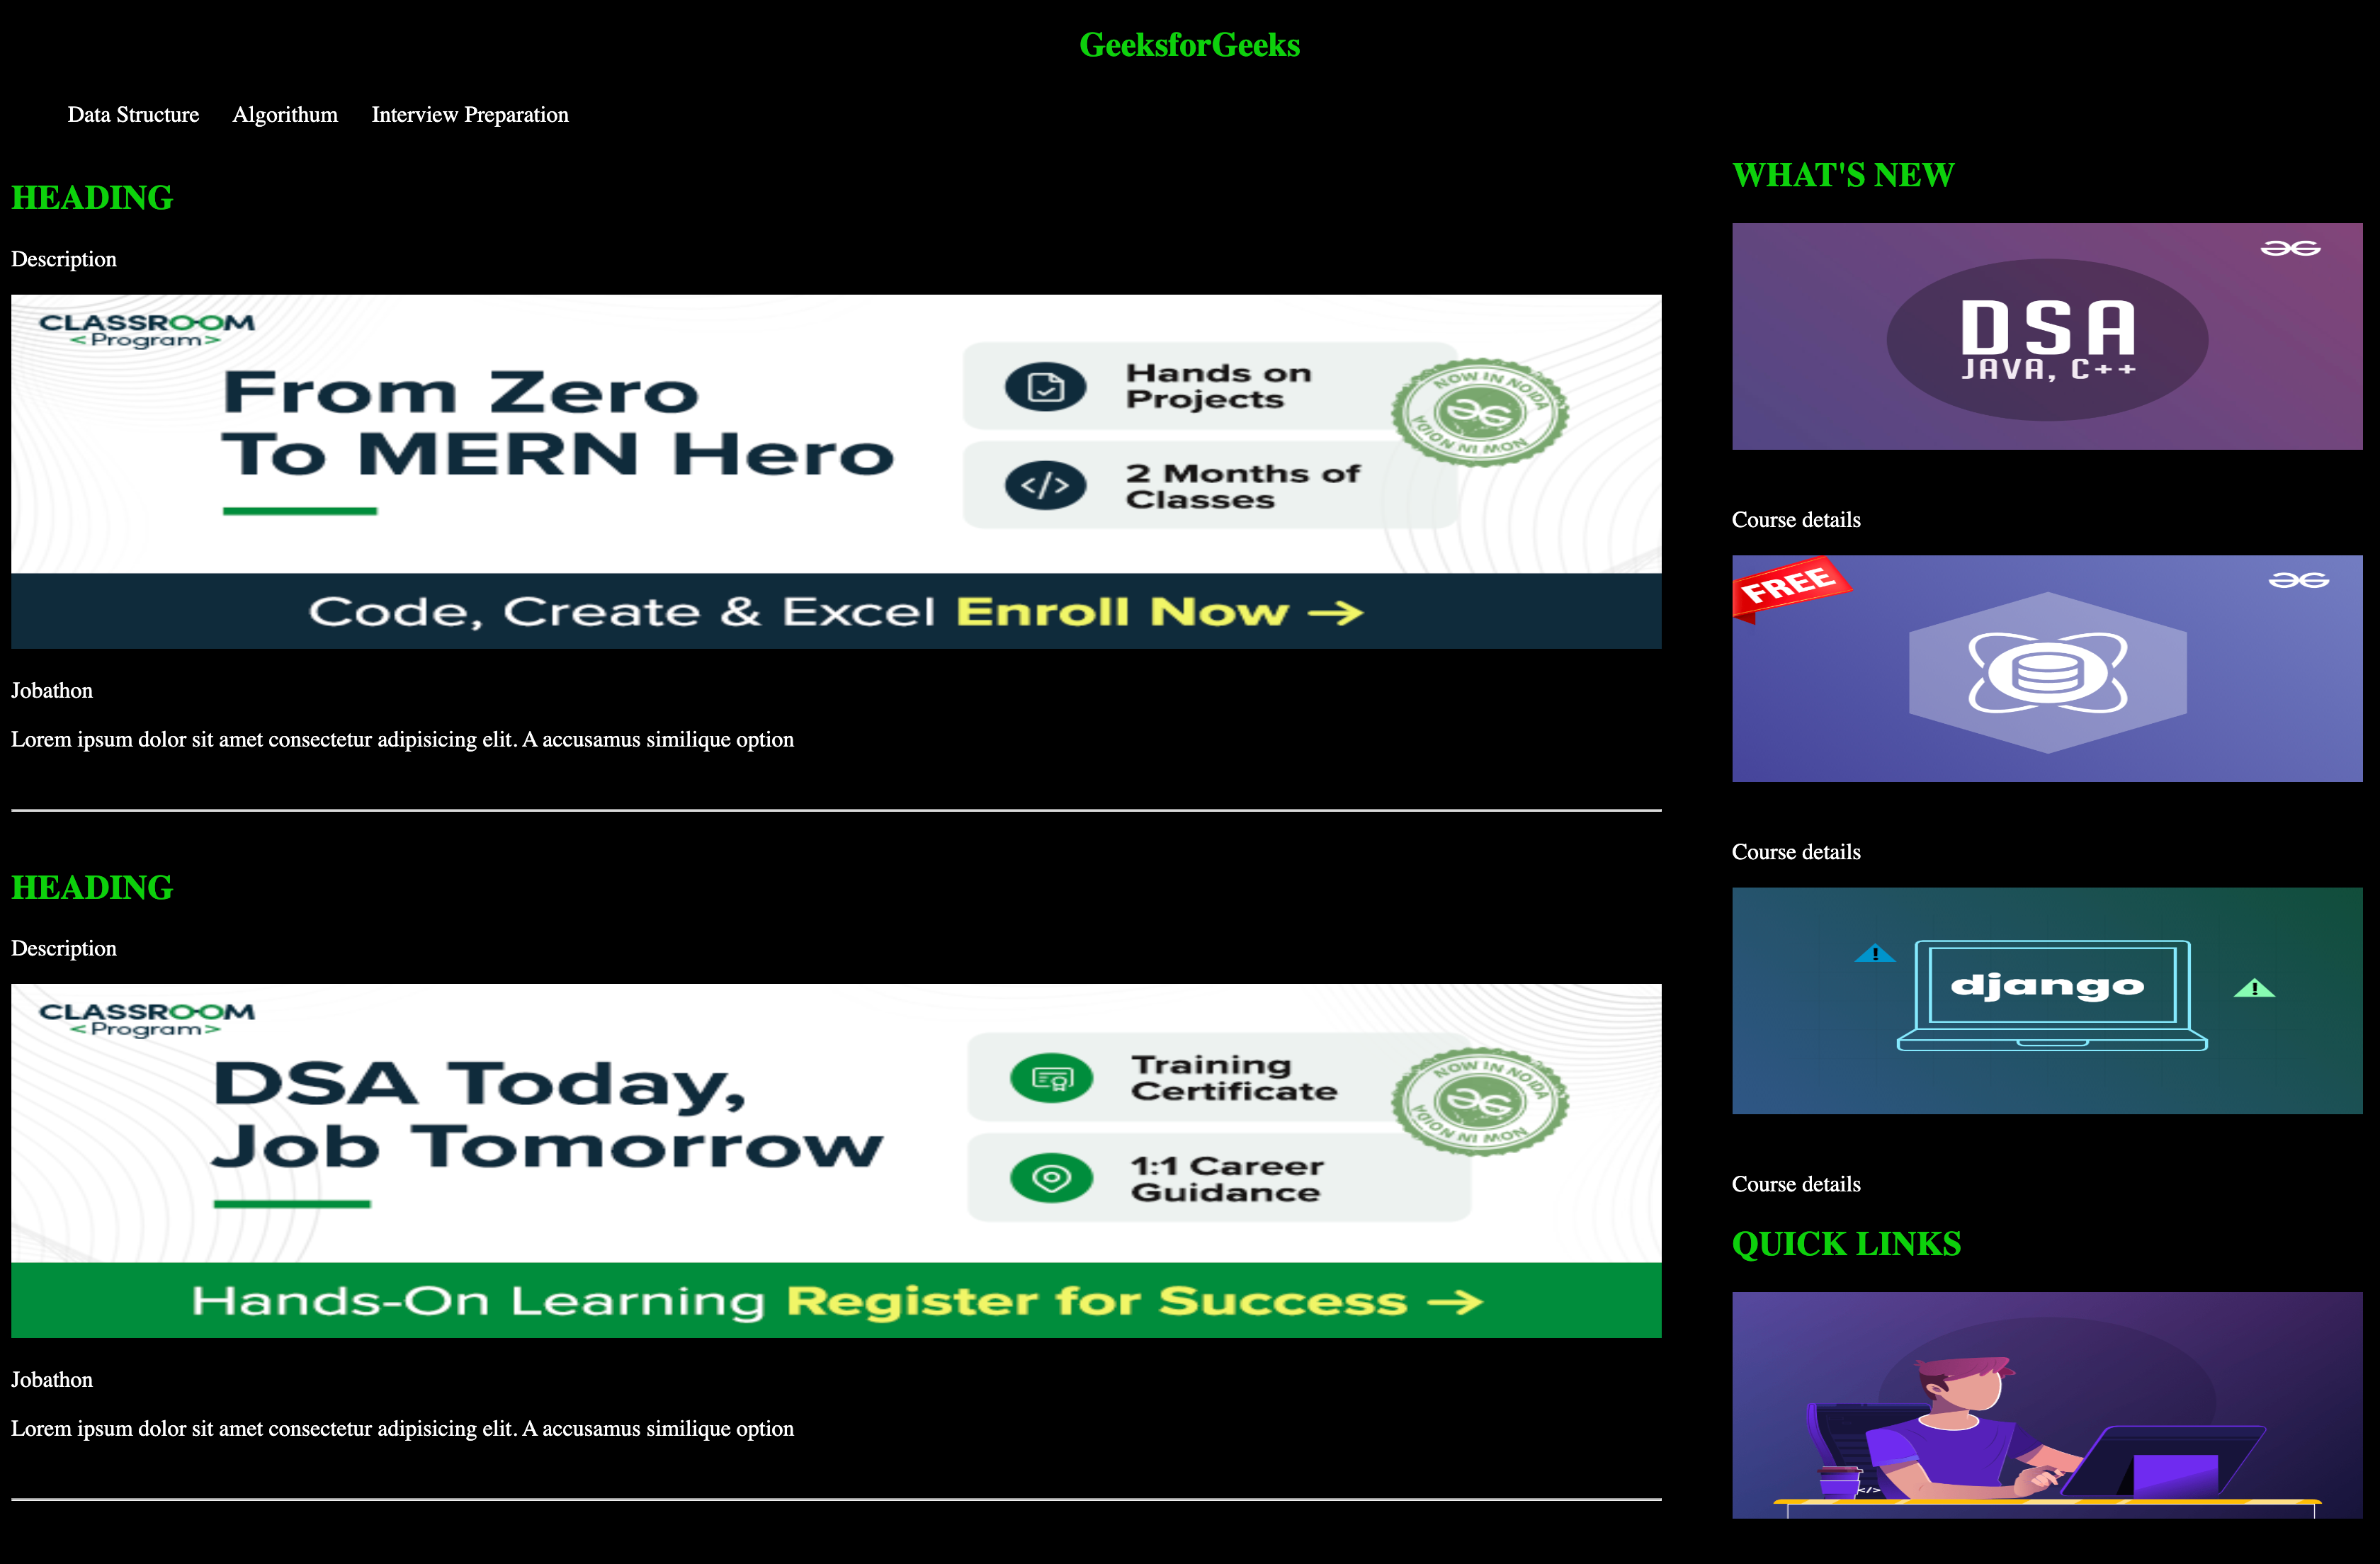 GeeksforGeeks
Data Structure Algorithum Interview Preparation
HEADING
Description
CLASSROOM
<Program>
From Zero
To MERN Hero
Hands on
Projects
2 Months of
Classes
</>
NOW IN NOIDA
NOW IN NOIDA
Code, Create & Excel Enroll Now →
Jobathon
Lorem ipsum dolor sit amet consectetur adipisicing elit. A accusamus similique option
HEADING
Description
CLASSROOM
<Program>
DSA Today,
Job Tomorrow
Training
Certificate
1:1 Career
Guidance
NOW IN NOIDA
NOW IN NOIDA
Hands-On Learning Register for Success →
Jobathon
Lorem ipsum dolor sit amet consectetur adipisicing elit. A accusamus similique option
WHAT'S NEW
DSA
JAVA, C++
Course details
FREE
Course details
django
!
!
Course details
QUICK LINKS
</>